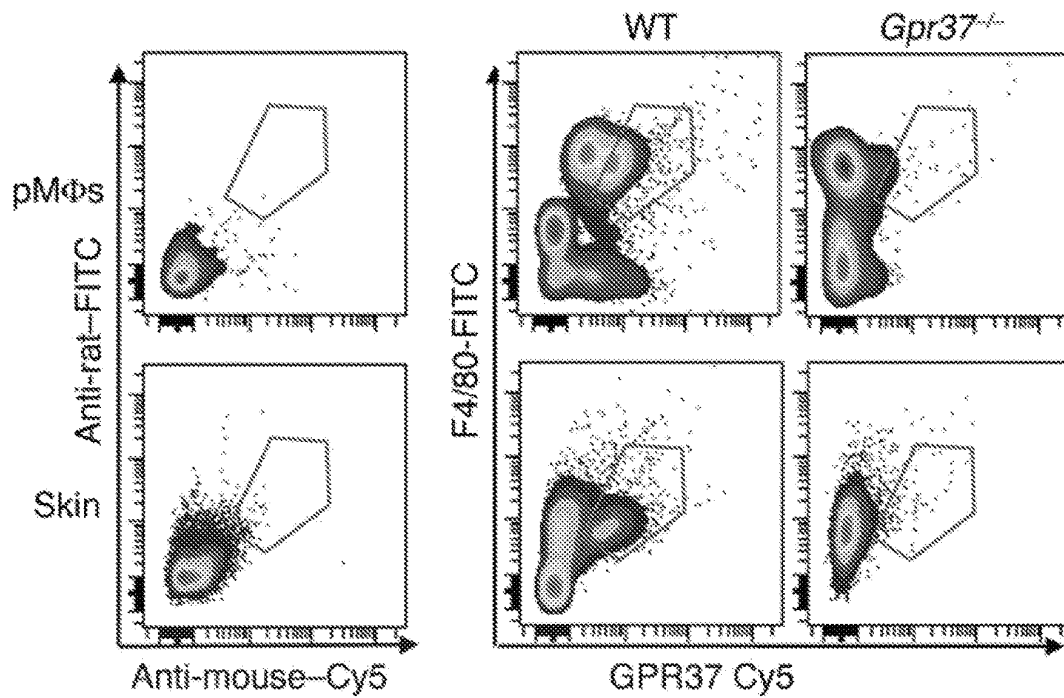 WT
Gpr37–/–
pMΦs
Anti-rat–FITC
F4/80-FITC
Skin
Anti-mouse–Cy5
GPR37 Cy5